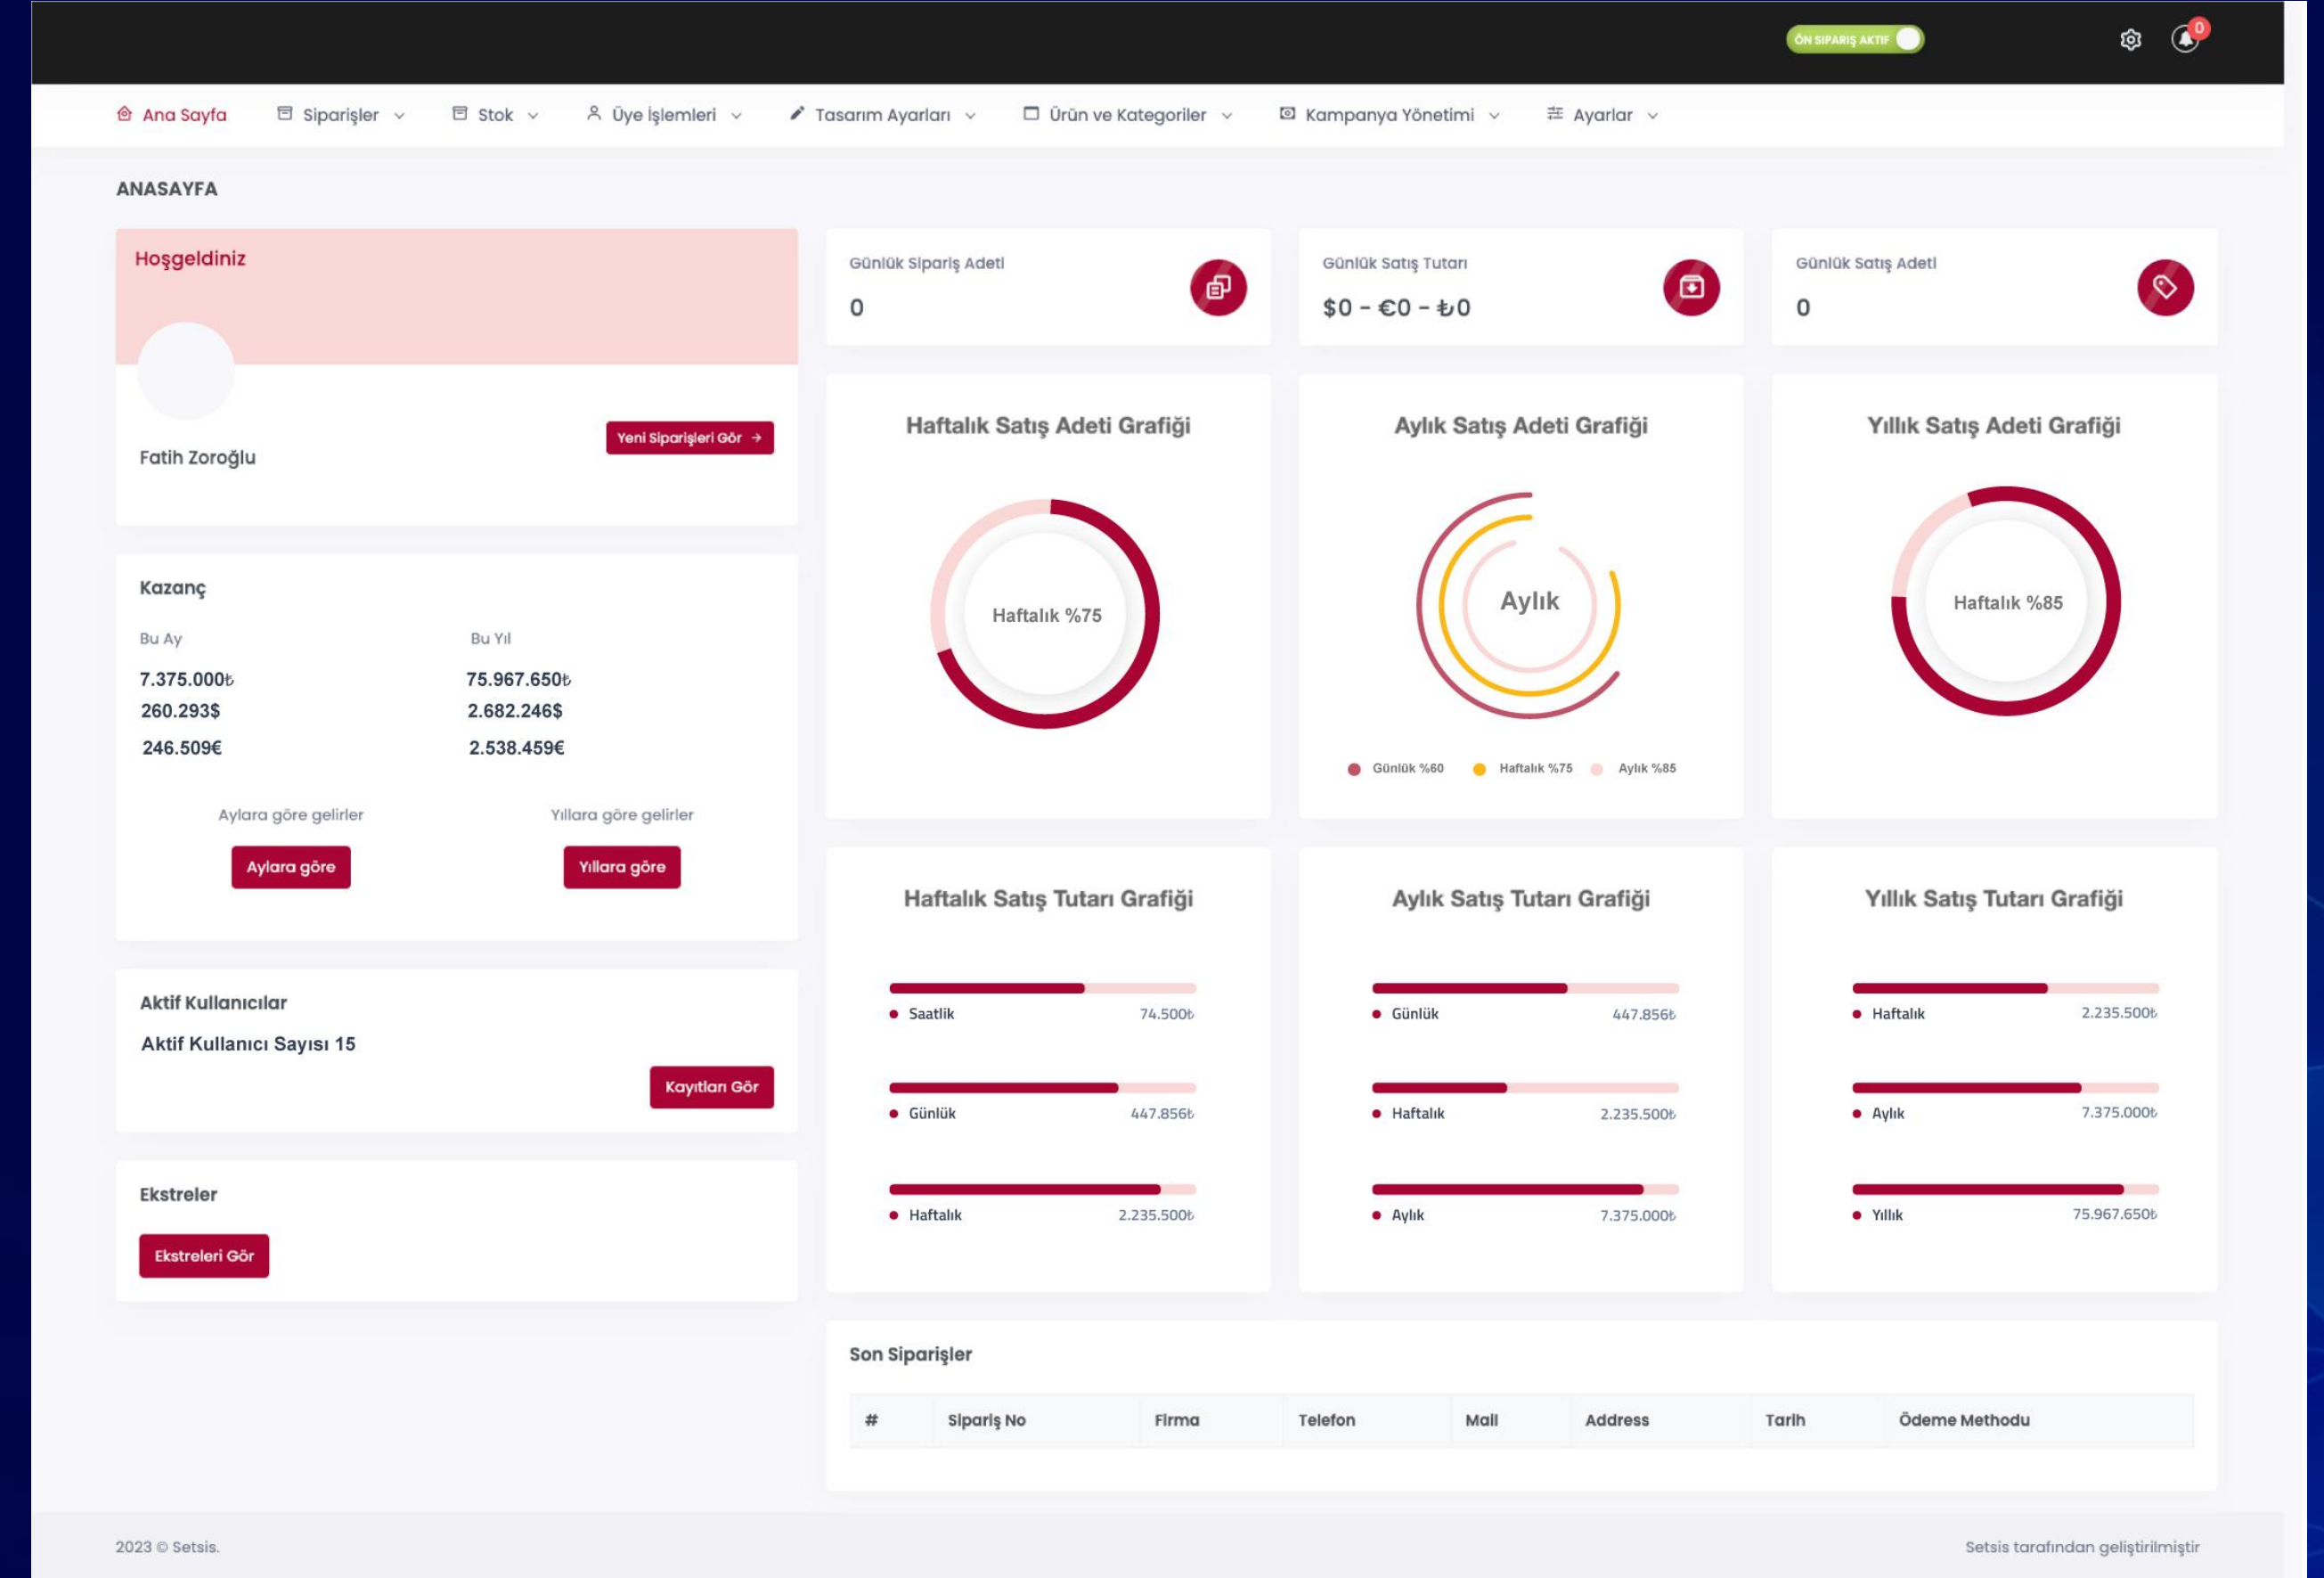 ÖN SIPARIŞ AKTIF
0
Ana Sayfa
Siparişler
Stok
Üye İşlemleri
Tasarım Ayarları
Ürün ve Kategoriler
Kampanya Yönetimi
Ayarlar
ANASAYFA
Hoşgeldiniz
Fatih Zoroğlu
Yeni Siparişleri Gör →
Kazanç
Bu Ay
Bu Yıl
7.375.000₺
75.967.650₺
260.293$
2.682.246$
246.509€
2.538.459€
Aylara göre gelirler
Yıllara göre gelirler
Aylara göre
Yıllara göre
Aktif Kullanıcılar
Aktif Kullanıcı Sayısı 15
Kayıtları Gör
Ekstreler
Ekstreleri Gör
Günlük Sipariş Adeti
0
Günlük Satış Tutarı
$0 - €0 - ₺0
Günlük Satış Adeti
0
Haftalık Satış Adeti Grafiği
Haftalık %75
Aylık Satış Adeti Grafiği
Aylık
Günlük %60
Haftalık %75
Aylık %85
Yıllık Satış Adeti Grafiği
Haftalık %85
Haftalık Satış Tutarı Grafiği
Saatlik 74.500₺
Günlük 447.856₺
Haftalık 2.235.500₺
Aylık Satış Tutarı Grafiği
Günlük 447.856₺
Haftalık 2.235.500₺
Aylık 7.375.000₺
Yıllık Satış Tutarı Grafiği
Haftalık 2.235.500₺
Aylık 7.375.000₺
Yıllık 75.967.650₺
Son Siparişler
# Sipariş No Firma Telefon Mail Address Tarih Ödeme Methodu
2023 © Setsis.
Setsis tarafından geliştirilmiştir